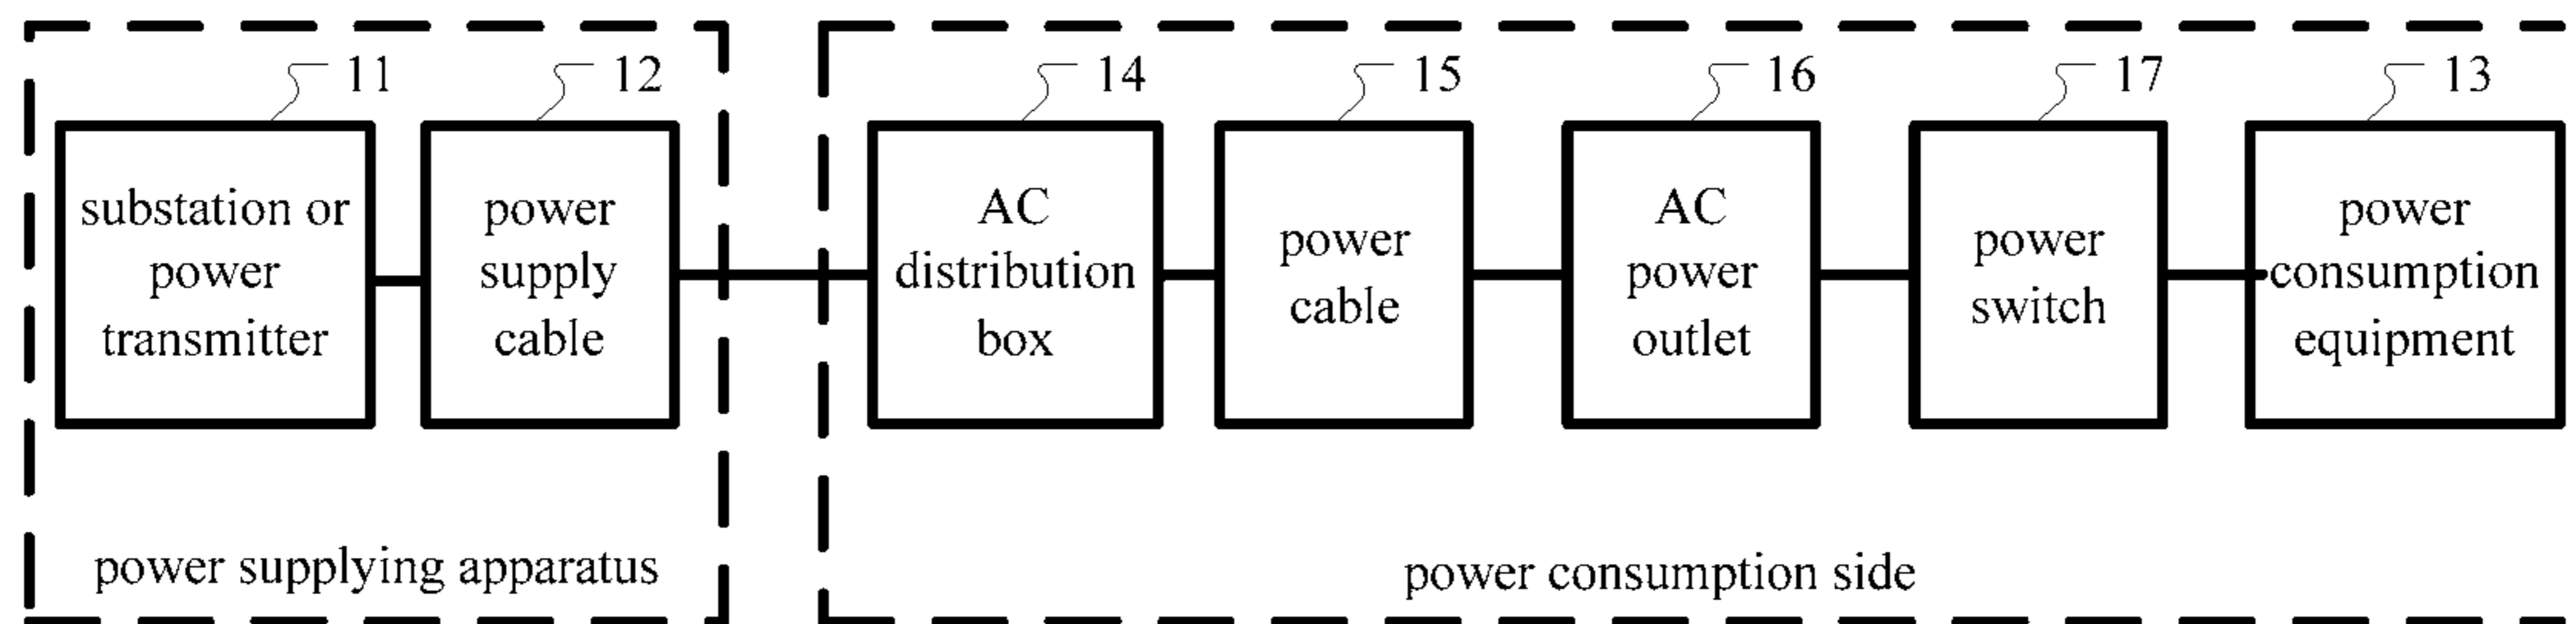 11
12
14
15
16
17
13
substation or
power
transmitter
power
supply
cable
AC
distribution
box
power
cable
AC
power
outlet
power
switch
power
consumption
equipment
power supplying apparatus
power consumption side